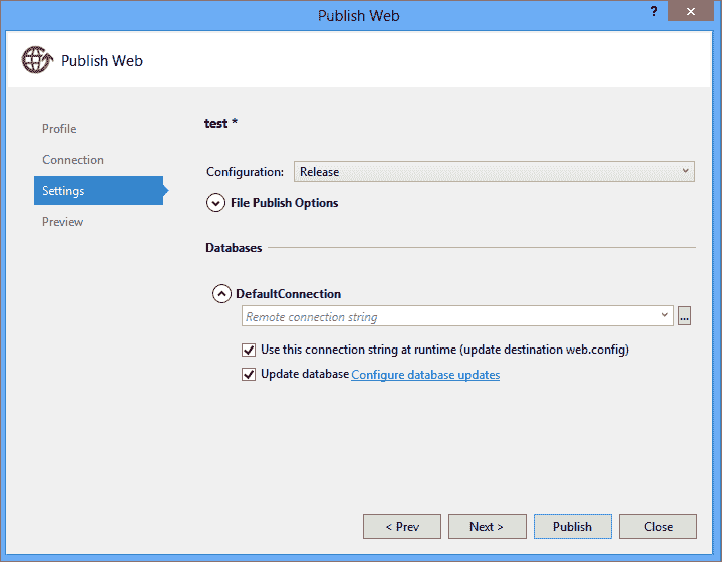 Publish Web
?
Publish Web
Profile
Connection
Settings
Preview
test *
Configuration: Release
File Publish Options
Databases
DefaultConnection
Remote connection string
...
Use this connection string at runtime (update destination web.config)
Update database Configure database updates
< Prev Next > Publish Close